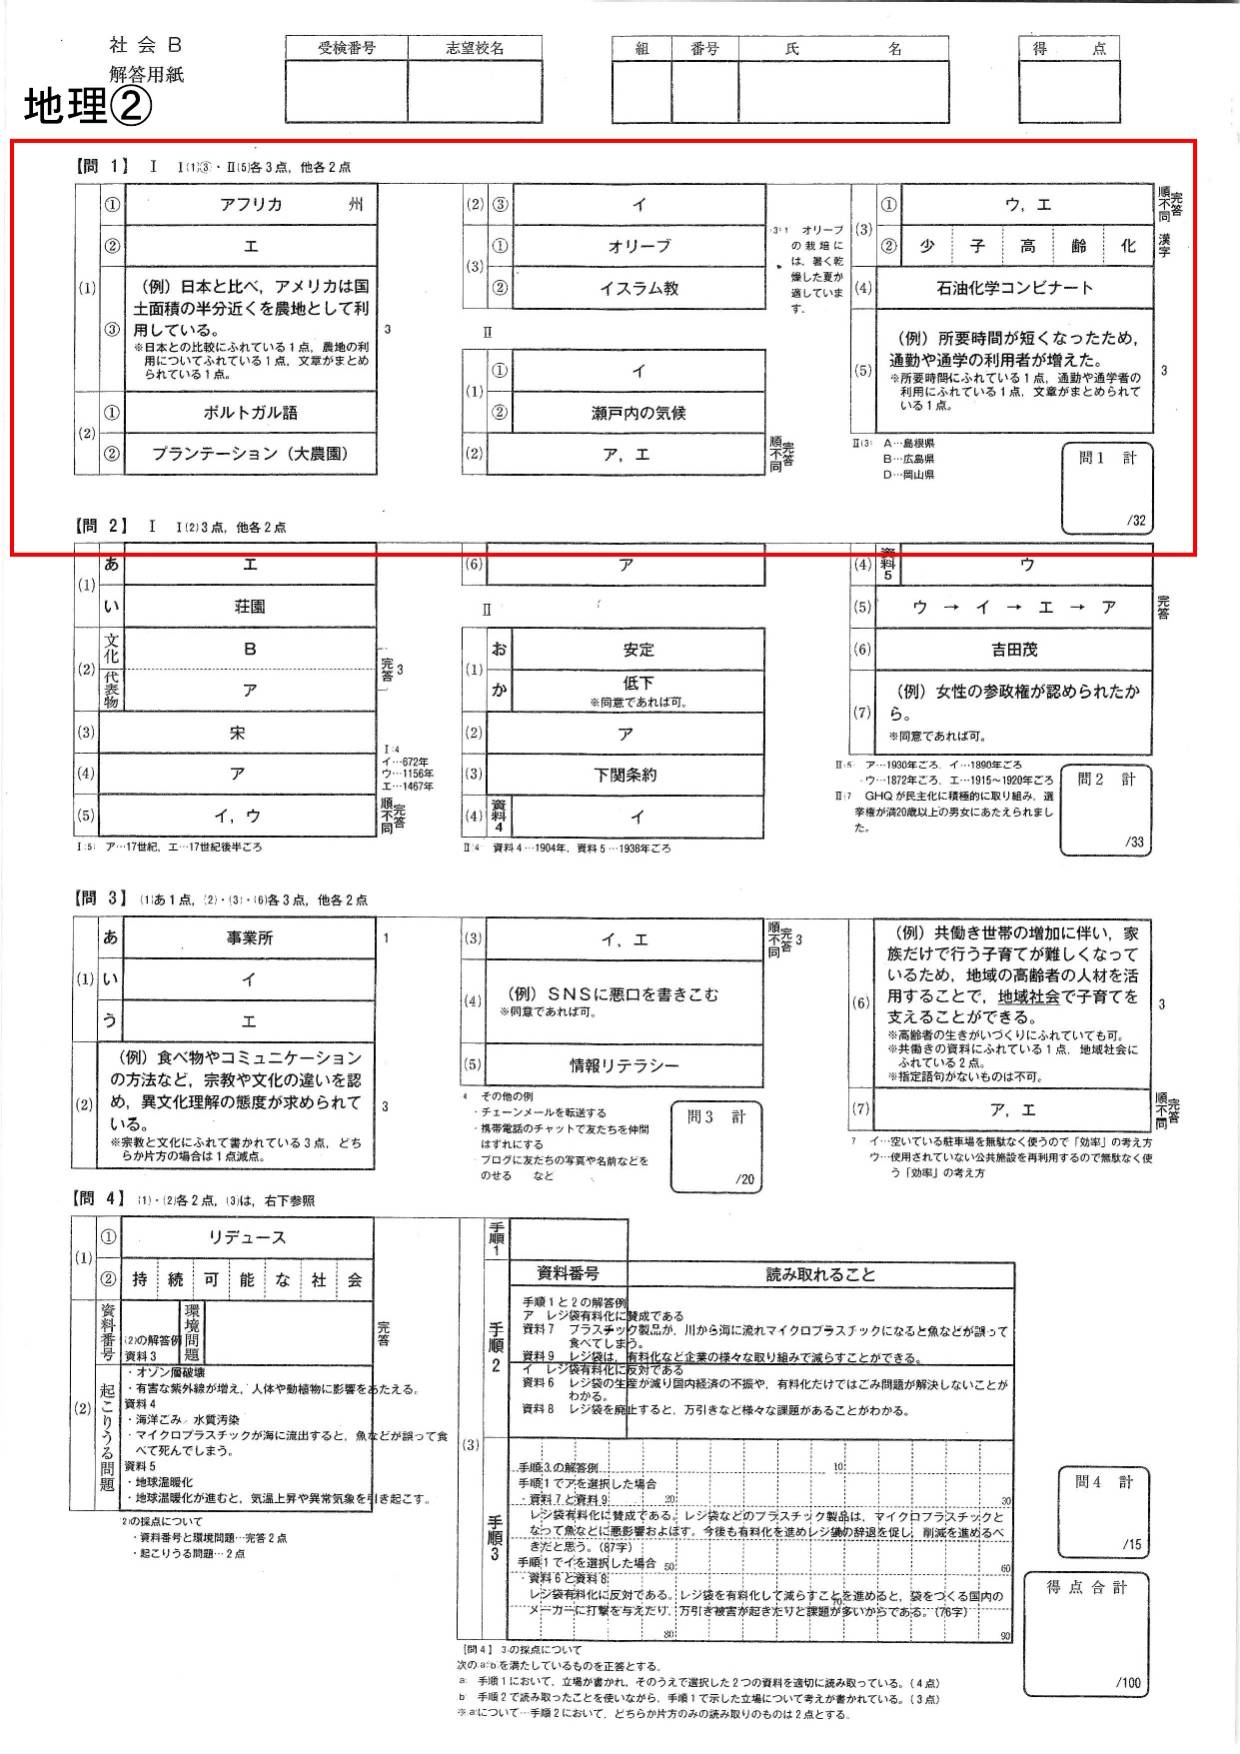 社 会 B
解答用紙
地理②
受検番号
志望校名
組
番号
氏 名
得 点
【問 1】 Ⅰ Ⅰ(1)③・Ⅱ(5)各3点，他各2点
(1)
① アフリカ 州
② エ
③ （例）日本と比べ，アメリカは国
土面積の半分近くを農地として利
用している。
※日本との比較にふれている1点，農地の利
用についてふれている1点，文章がまとめ
られている1点。
3
(2)
① ポルトガル語
② プランテーション（大農園）
(2) ③ イ
(3)
① オリーブ
② イスラム教
(3)1 オリーブ
の栽培に
は，暑く乾
燥した夏が
適していま
す。
Ⅱ
(1)
① イ
② 瀬戸内の気候
(2) ア，エ
順不同
完答
(3)
① ウ，エ
順不同
完答
② 少 子 高 齢 化
漢字
(4) 石油化学コンビナート
(5) （例）所要時間が短くなったため，
通勤や通学の利用者が増えた。
※所要時間にふれている1点，通勤や通学者の
利用にふれている1点，文章がまとめられて
いる1点。
3
Ⅱ(3) A…島根県
B…広島県
D…岡山県
問1 計
/32
【問 2】 Ⅰ Ⅰ(2)3点，他各2点
(1)
あ エ
い 荘園
(2)
文化 B
代表物 ア
完答 3
(3) 宋
(4) ア
Ⅰ(4)
イ…672年
ウ…1156年
エ…1467年
(5) イ，ウ
順不同
完答
Ⅰ(5) ア…17世紀，エ…17世紀後半ごろ
(6) ア
Ⅱ
(1)
お 安定
か 低下
※同意であれば可。
(2) ア
(3) 下関条約
(4) 資料4 イ
Ⅱ(4) 資料4…1904年，資料5…1938年ごろ
(4) 資料5 ウ
(5) ウ → イ → エ → ア
完答
(6) 吉田茂
(7) （例）女性の参政権が認められたか
ら。
※同意であれば可。
Ⅱ(5) ア…1930年ごろ，イ…1890年ごろ
ウ…1872年ごろ，エ…1915～1920年ごろ
Ⅱ(7) GHQが民主化に積極的に取り組み，選
挙権が満20歳以上の男女にあたえられまし
た。
問2 計
/33
【問 3】 (1)あ1点，(2)・(3)・(6)各3点，他各2点
(1)
あ 事業所
1
い イ
う エ
(2) （例）食べ物やコミュニケーション
の方法など，宗教や文化の違いを認
め，異文化理解の態度が求められて
いる。
※宗教と文化にふれて書かれている3点，どち
らか片方の場合は1点減点。
3
(3) イ，エ
順不同
完答 3
(4) （例）SNSに悪口を書きこむ
※同意であれば可。
(5) 情報リテラシー
4 その他の例
・チェーンメールを転送する
・携帯電話のチャットで友だちを仲間
はずれにする
・ブログに友だちの写真や名前などを
のせる など
問3 計
/20
(6) （例）共働き世帯の増加に伴い，家
族だけで行う子育てが難しくなって
いるため，地域の高齢者の人材を活
用することで，地域社会で子育てを
支えることができる。
※高齢者の生きがいづくりにふれていても可。
※共働きの資料にふれている1点，地域社会に
ふれている2点。
※指定語句がないものは不可。
3
(7) ア，エ
順不同
完答
7 イ…空いている駐車場を無駄なく使うので「効率」の考え方
ウ…使用されていない公共施設を再利用するので無駄なく使
う「効率」の考え方
【問 4】 (1)・(2)各2点，(3)は，右下参照
(1)
① リデュース
② 持 続 可 能 な 社 会
(2)
資料番号
環境問題
完答
(2)の解答例
資料3
起こりうる問題
・オゾン層破壊
・有害な紫外線が増え，人体や動植物に影響をあたえる。
資料4
・海洋ごみ，水質汚染
・マイクロプラスチックが海に流出すると，魚などが誤って食
べて死んでしまう。
資料5
・地球温暖化
・地球温暖化が進むと，気温上昇や異常気象を引き起こす。
2)の採点について
・資料番号と環境問題…完答2点
・起こりうる問題…2点
(3)
手順1
手順2
資料番号
読み取れること
手順1と2の解答例
ア レジ袋有料化に賛成である
資料7 プラスチック製品が，川から海に流れマイクロプラスチックになると魚などが誤って
食べてしまう。
資料9 レジ袋は，有料化など企業の様々な取り組みで減らすことができる。
イ レジ袋有料化に反対である
資料6 レジ袋の生産が減り国内経済の不振や，有料化だけではごみ問題が解決しないことが
わかる。
資料8 レジ袋を廃止すると，万引きなど様々な課題があることがわかる。
手順3
手順3の解答例
10
手順1でアを選択した場合
・資料7と資料9
20
30
レジ袋有料化に賛成である。レジ袋などのプラスチック製品は，マイクロプラスチックと
なって魚などに悪影響およぼす。今後も有料化を進めレジ袋の辞退を促し，削減を進めるべ
きだと思う。（87字）
手順1でイを選択した場合
50
60
・資料6と資料8
レジ袋有料化に反対である。レジ袋を有料化して減らすことを進めると，袋をつくる国内の
メーカーに打撃を与えたり，万引き被害が起きたりと課題が多いからである。（76字）
80
90
［問4］ 3)の採点について
次のa・bを満たしているものを正答とする。
a 手順1において，立場が書かれ，そのうえで選択した2つの資料を適切に読み取っている。（4点）
b 手順2で読み取ったことを使いながら，手順1で示した立場について考えが書かれている。（3点）
※aについて…手順2において，どちらか片方のみの読み取りのものは2点とする。
問4 計
/15
得点合計
/100